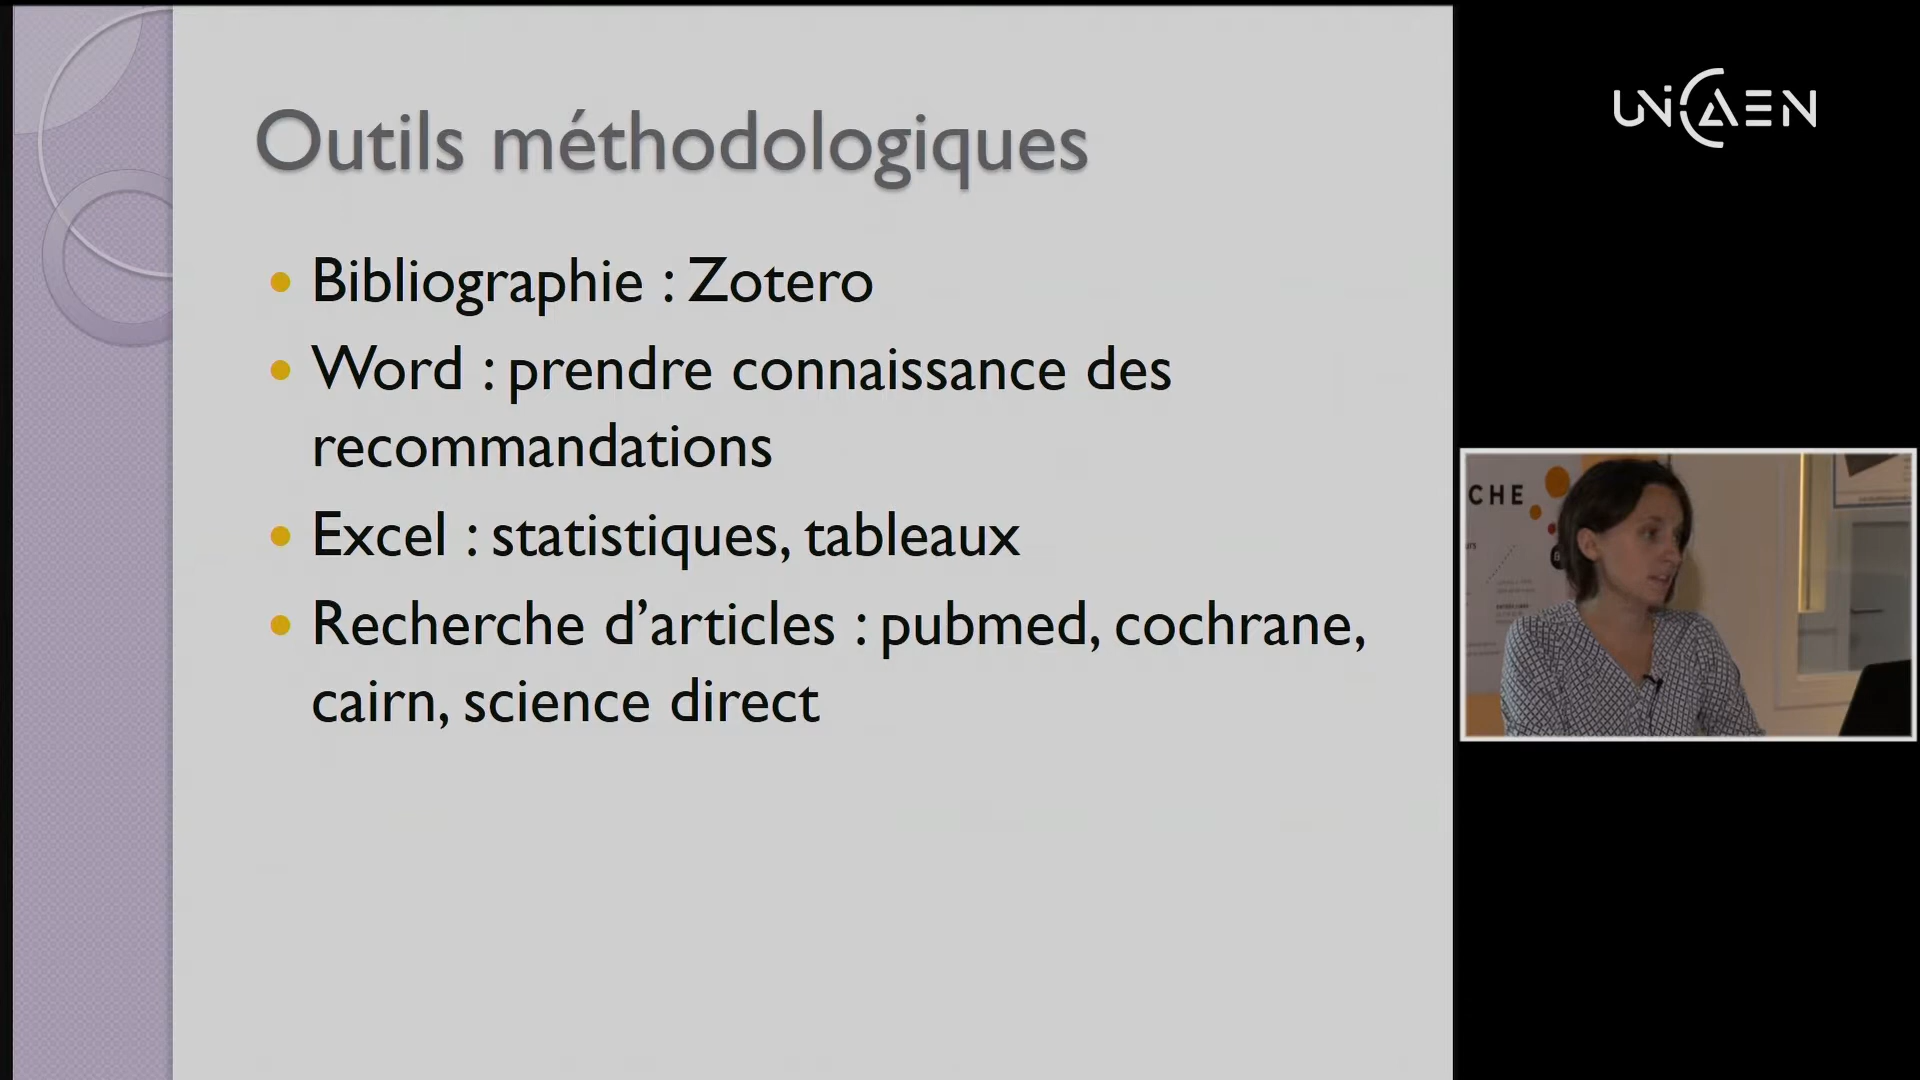 Outils méthodologiques
UNICAEN
Bibliographie : Zotero
Word : prendre connaissance des
recommandations
Excel : statistiques, tableaux
Recherche d’articles : pubmed, cochrane,
cairn, science direct
CHE